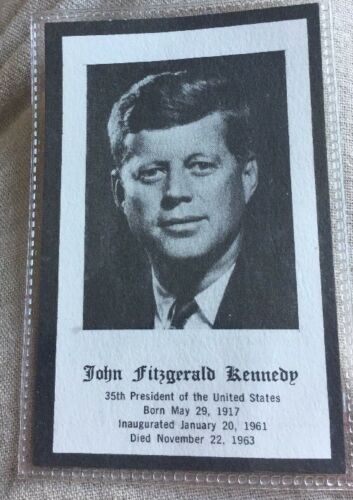 John Fitzgerald Kennedy
35th President of the United States
Born May 29, 1917
Inaugurated January 20, 1961
Died November 22, 1963